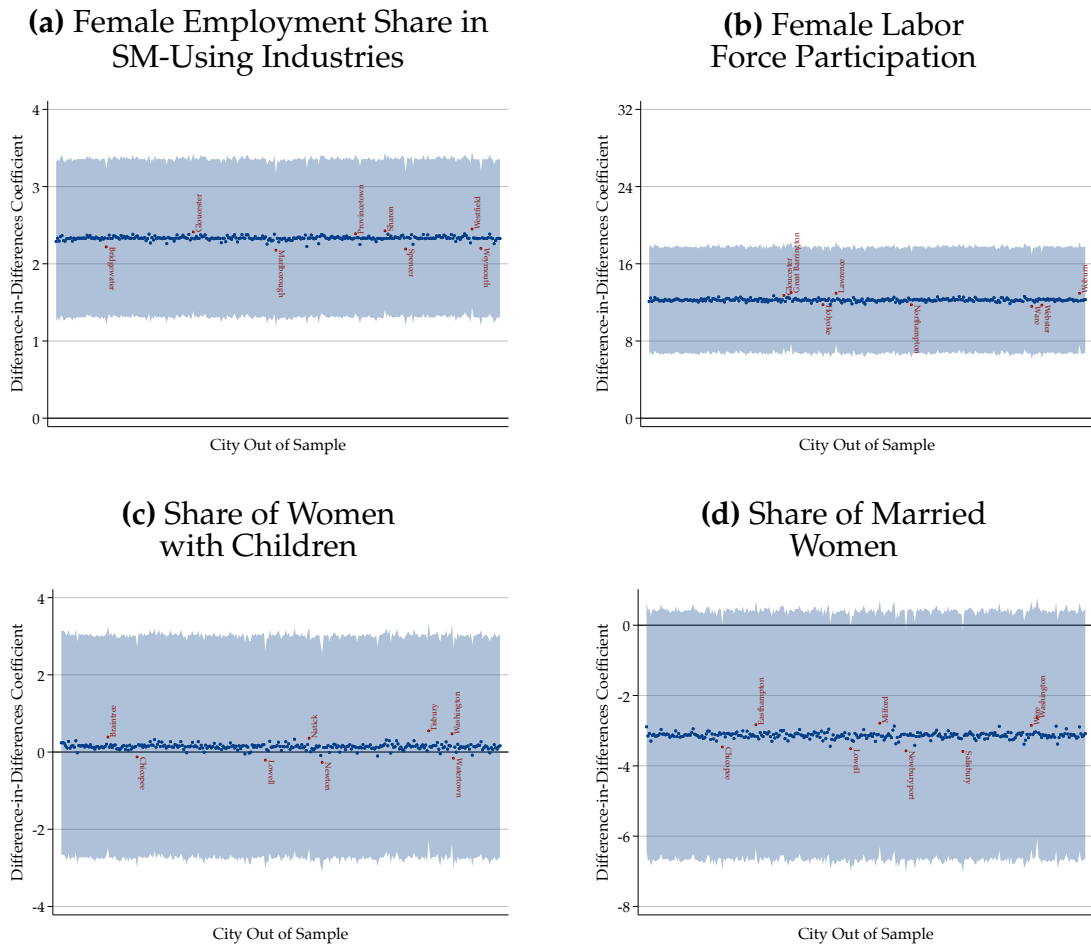 (a) Female Employment Share in
SM-Using Industries
Difference-in-Differences Coefficient
4
3
2
1
0
Bridgewater
Gloucester
Marlborough
Provincetown
Sharon
Spencer
Westfield
Weymouth
City Out of Sample
(b) Female Labor
Force Participation
Difference-in-Differences Coefficient
32
24
16
8
0
Gloucester
Great Barrington
Holyoke
Lawrence
Northampton
Ware
Webster
Woburn
City Out of Sample
(c) Share of Women
with Children
Difference-in-Differences Coefficient
4
2
0
-2
-4
Braintree
Chicopee
Lowell
Natick
Newton
Tisbury
Washington
Watertown
City Out of Sample
(d) Share of Married
Women
Difference-in-Differences Coefficient
0
-2
-4
-6
-8
Chicopee
Easthampton
Lowell
Milford
Newburyport
Salisbury
Ware
Washington
City Out of Sample